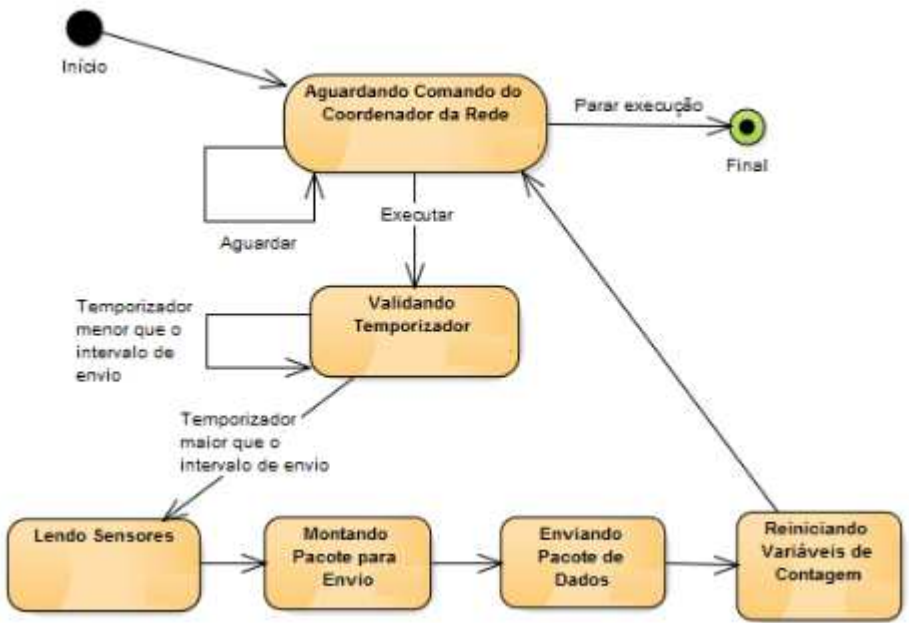 Início
Aguardando Comando do
Coordenador da Rede
Parar execução
Final
Aguardar
Executar
Validando
Temporizador
Temporizador
menor que o
intervalo de
envio
Temporizador
maior que o
intervalo de envio
Lendo Sensores
Montando
Pacote para
Envio
Enviando
Pacote de
Dados
Reiniciando
Variáveis de
Contagem